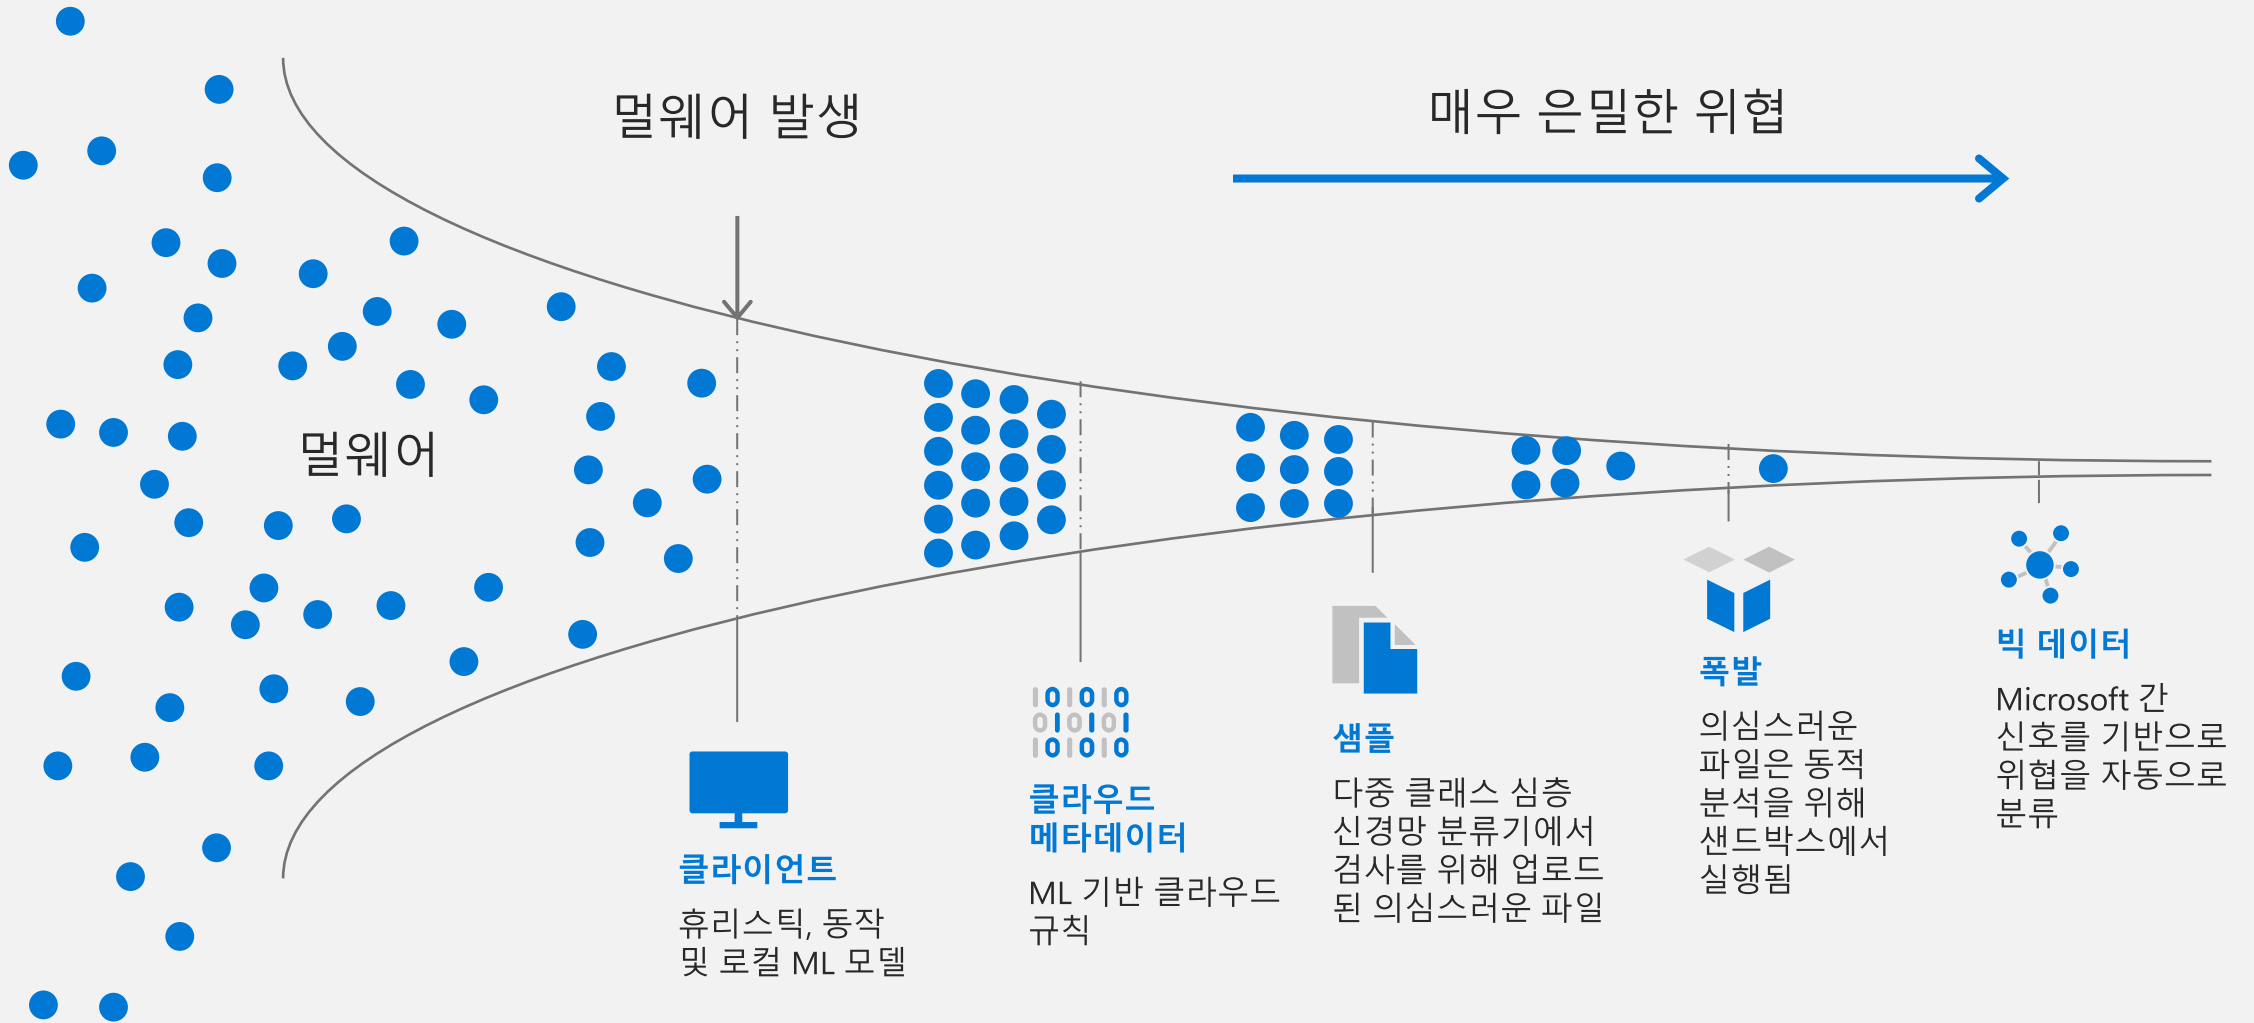 멀웨어 발생
매우 은밀한 위협
멀웨어
클라이언트
휴리스틱, 동작
및 로컬 ML 모델
클라우드
메타데이터
ML 기반 클라우드
규칙
샘플
다중 클래스 심층
신경망 분류기에서
검사를 위해 업로드
된 의심스러운 파일
폭발
의심스러운
파일은 동적
분석을 위해
샌드박스에서
실행됨
빅 데이터
Microsoft 간
신호를 기반으로
위협을 자동으로
분류